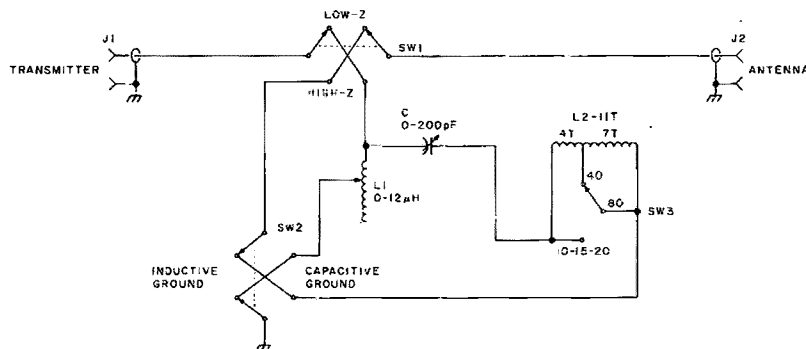 LOW-Z
J1
SW1
J2
TRANSMITTER
ANTENNA
HIGH-Z
C
0-200pF
L2-11T
4T 7T
L1
0-12µH
40
80
SW3
SW2
10-15-20
INDUCTIVE
GROUND
CAPACITIVE
GROUND